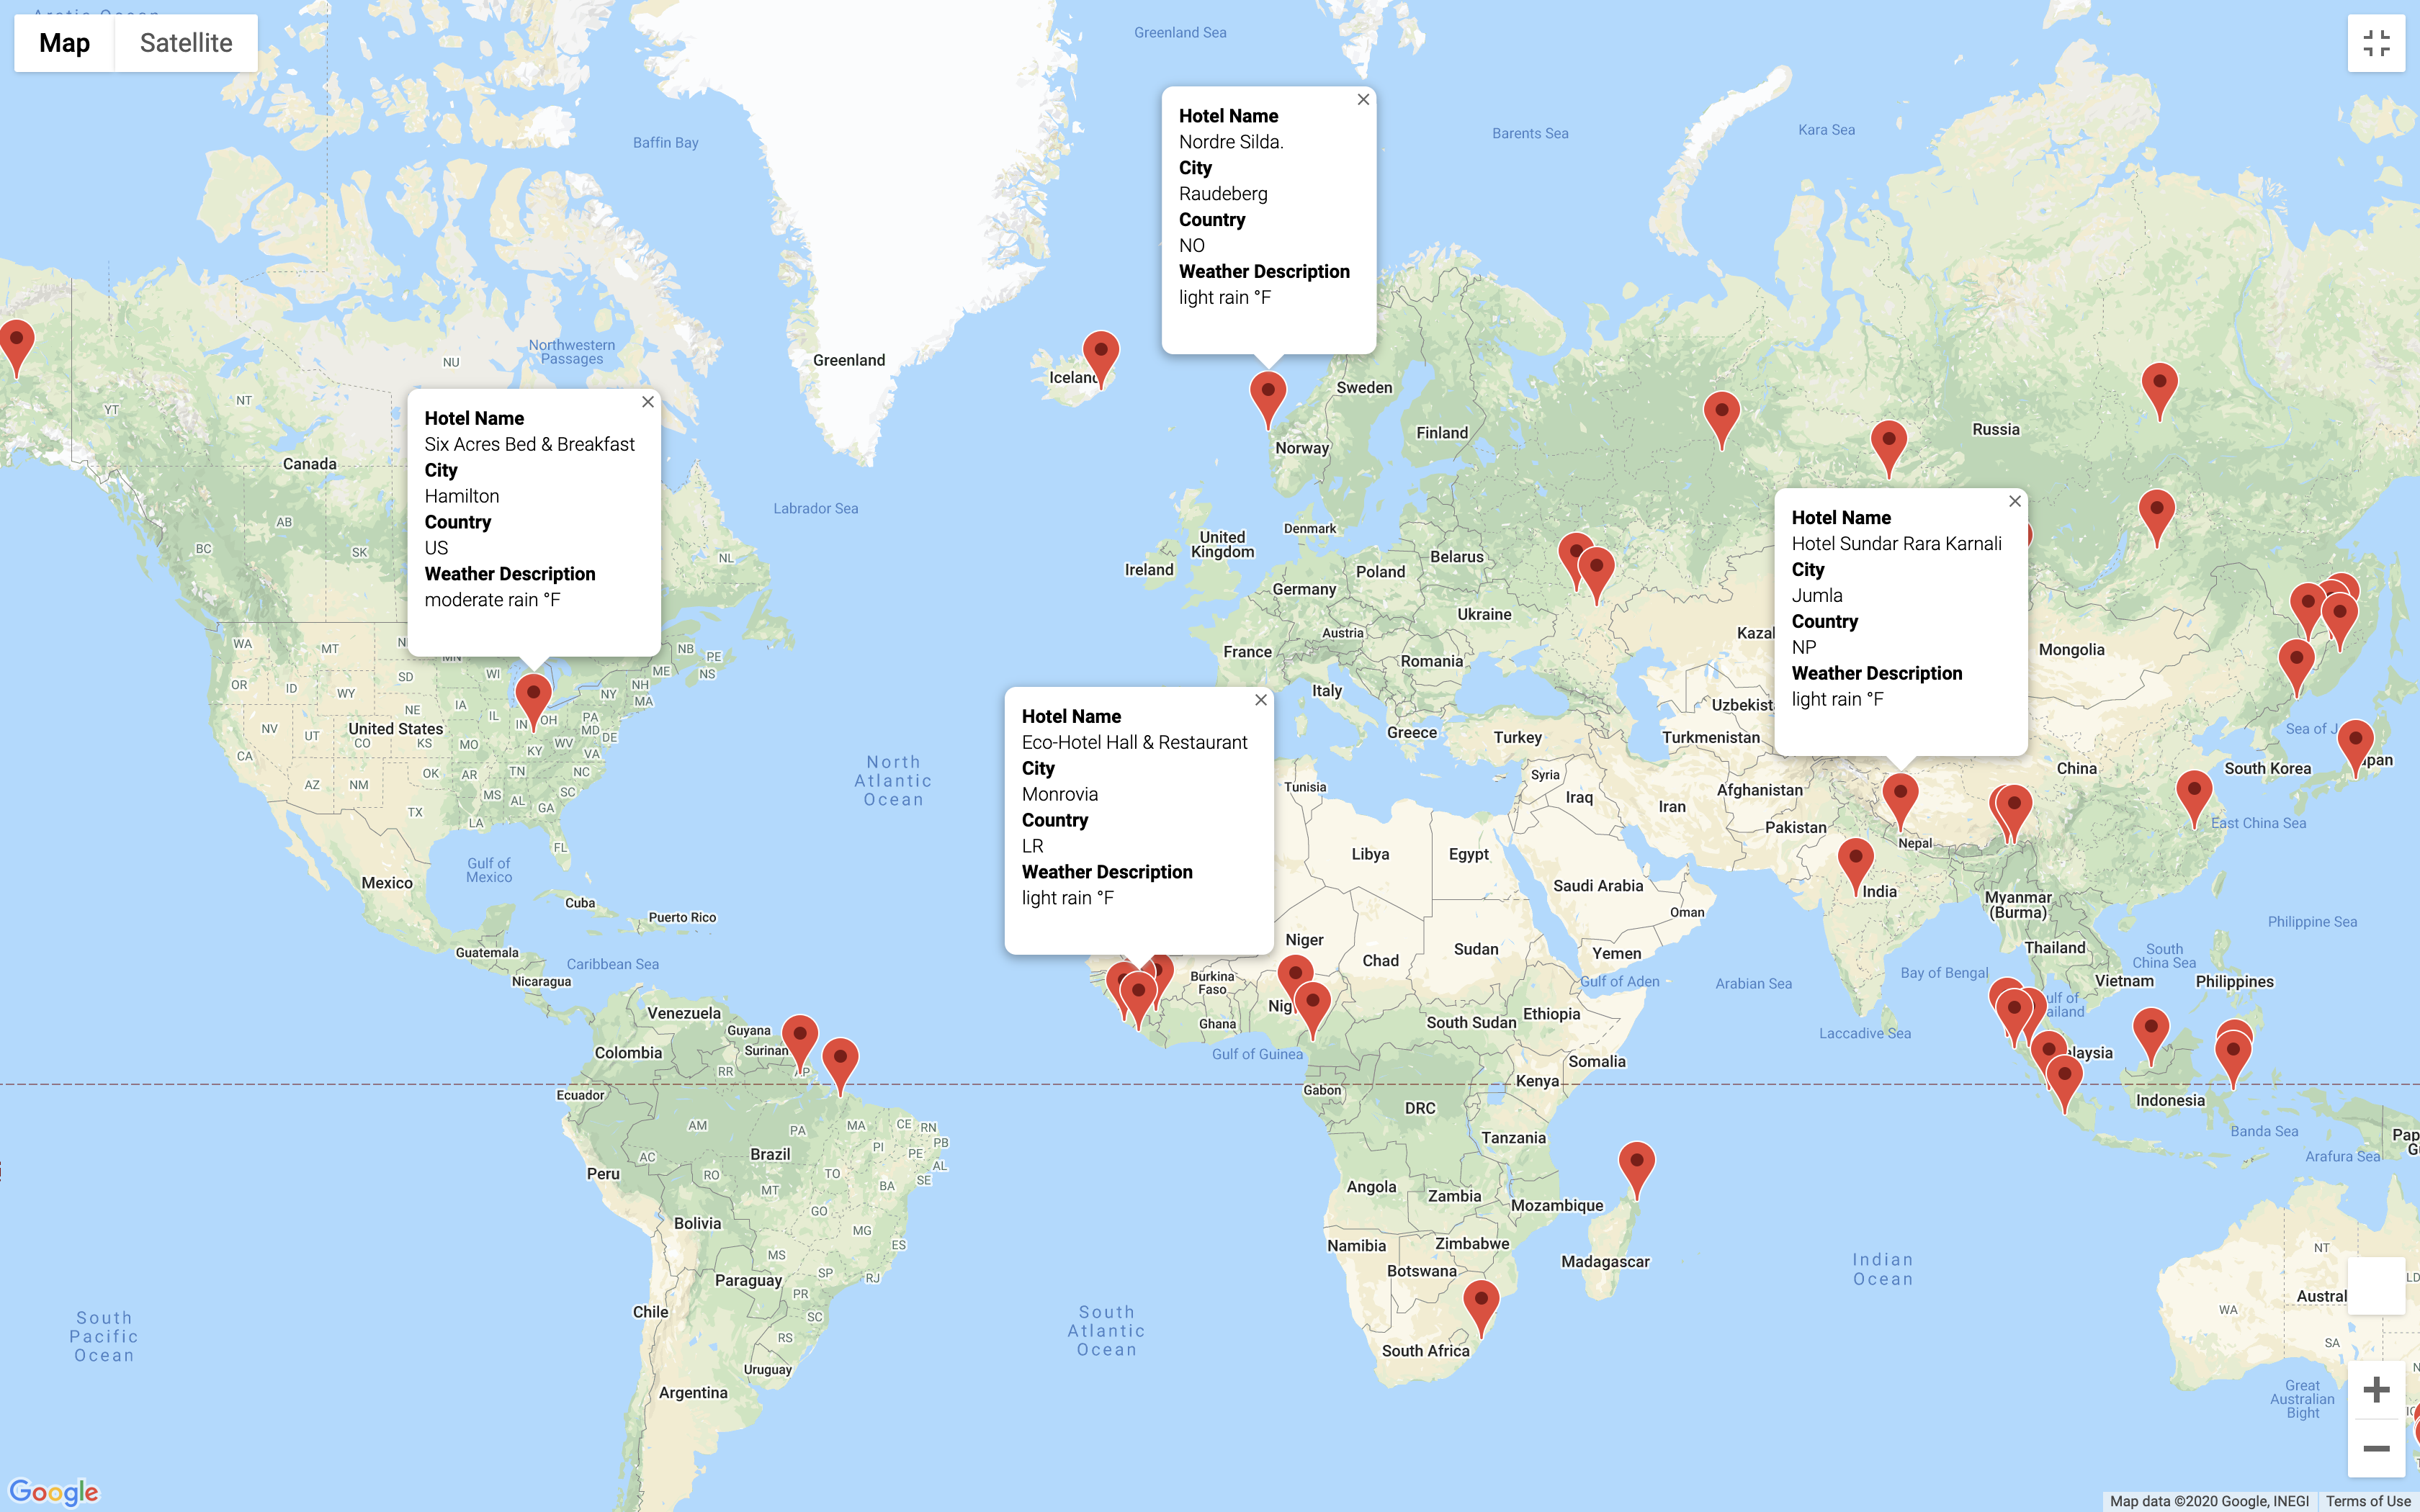 Map
Satellite
Greenland Sea
Baffin Bay
Barents Sea
Kara Sea
Hotel Name
Nordre Silda.
City
Raudeberg
Country
NO
Weather Description
light rain °F
Northwestern
Passages
Greenland
Iceland
NU
YT
NT
Canada
AB
BC
SK
NL
Labrador Sea
Hotel Name
Six Acres Bed & Breakfast
City
Hamilton
Country
US
Weather Description
moderate rain °F
Sweden
Finland
Norway
Russia
United
Kingdom
Ireland
Denmark
Belarus
Poland
Germany
Ukraine
Austria
France
Romania
Italy
Greece
Turkey
Turkmenistan
Mongolia
Hotel Name
Hotel Sundar Rara Karnali
City
Jumla
Country
NP
Weather Description
light rain °F
WA
MT
SD
WI
NB
PE
ME
NS
OR
ID
WY
NE
IA
NY
NH
MA
IL
IN
OH
PA
MD
DE
United States
NV
UT
CO
KS
MO
KY
WV
VA
CA
AZ
NM
OK
AR
TN
NC
SC
MS
AL
GA
TX
LA
FL
Gulf of
Mexico
Mexico
Cuba
Puerto Rico
Guatemala
Caribbean Sea
Nicaragua
North
Atlantic
Ocean
Hotel Name
Eco-Hotel Hall & Restaurant
City
Monrovia
Country
LR
Weather Description
light rain °F
Tunisia
Syria
Iraq
Iran
Afghanistan
Pakistan
Nepal
India
China
South Korea
East China Sea
Libya
Egypt
Saudi Arabia
Oman
Yemen
Myanmar
(Burma)
Thailand
Vietnam
South
China Sea
Philippine Sea
Philippines
Niger
Chad
Sudan
Burkina
Faso
Ghana
Gulf of Aden
Arabian Sea
Bay of Bengal
Laccadive Sea
Ethiopia
South Sudan
Somalia
Gulf of Guinea
Gabon
Kenya
DRC
Tanzania
Venezuela
Guyana
Colombia
RR
AP
Ecuador
AM
PA
MA
CE
RN
PB
PI
PE
AL
SE
Brazil
AC
RO
TO
BA
MT
Peru
Bolivia
GO
MG
MS
ES
SP
RJ
Paraguay
PR
SC
Chile
RS
Uruguay
Argentina
Angola
Zambia
Mozambique
Namibia
Zimbabwe
Botswana
Madagascar
South Africa
Indonesia
Banda Sea
Arafura Sea
Indian
Ocean
NT
WA
SA
Great
Australian
Bight
South
Pacific
Ocean
South
Atlantic
Ocean
Google
Map data ©2020 Google, INEGI
Terms of Use